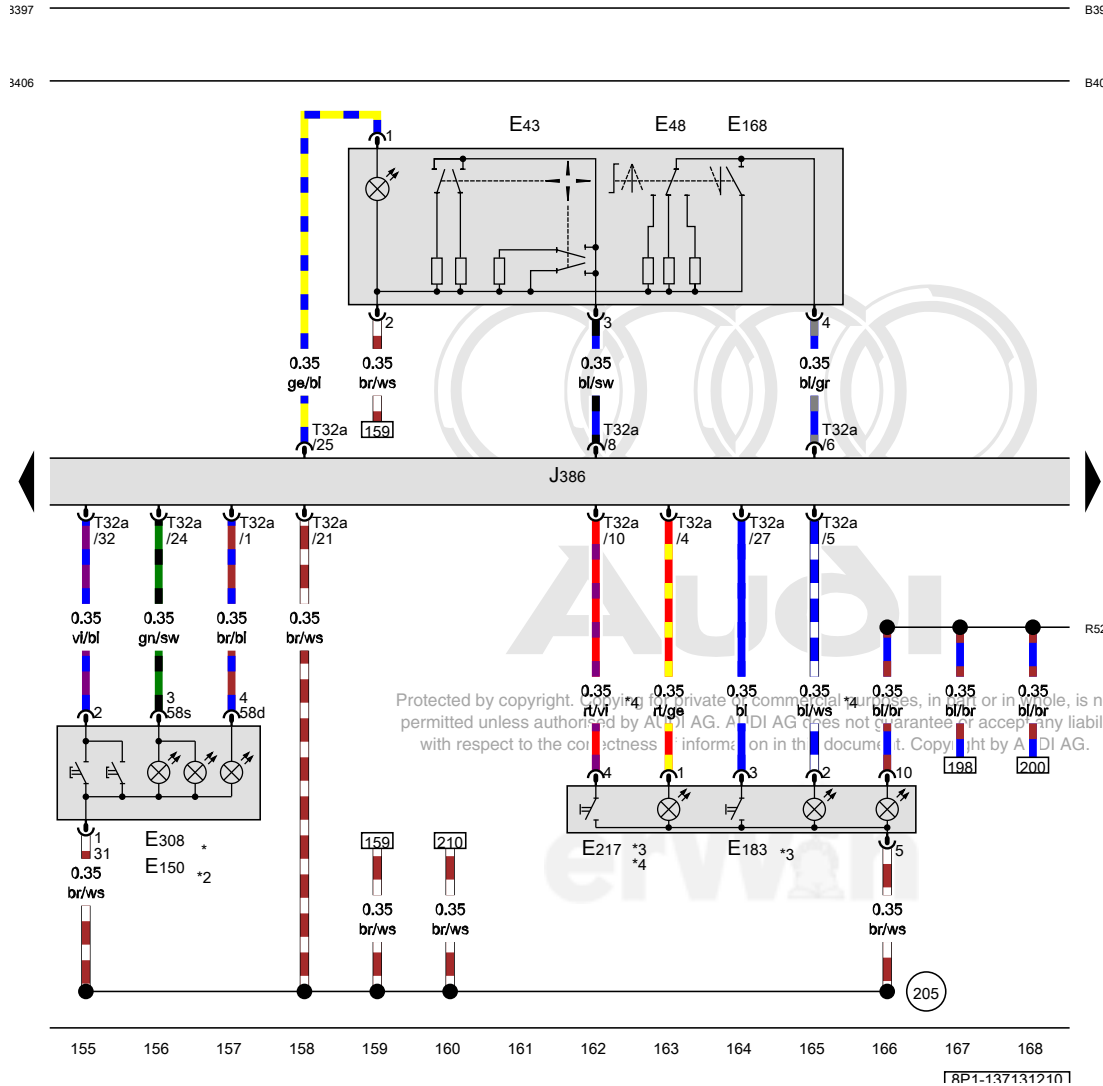 3397 B39
3406 B40
E43 E48 E168
1
2 3 4
0.35 0.35 0.35 0.35
ge/bl br/ws bl/sw bl/gr
T32a T32a T32a
/25 159 /8 /6
J386
T32a T32a T32a T32a T32a T32a T32a T32a
/32 /24 /1 /21 /10 /4 /27 /5
Audi
0.35 0.35 0.35 0.35
vi/bl gn/sw br/bl br/ws
R52
0.35 0.35 0.35 0.35 0.35 0.35 0.35
rt/vi *4 rt/ge bl bl/ws *4 bl/br bl/br bl/br
Protected by copyright. Copying for private or commercial purposes, in part or in whole, is n
permitted unless authorised by AUDI AG. AUDI AG does not guarantee or accept any liabil
with respect to the correctness of information in this document. Copyright by AUDI AG.
2 3 4
58s 58d
4 1 3 2 10 198 200
1
31
E308 *
E150 *2
159 210
E217 *3
*4
E183 *3
5
erWin
0.35
br/ws
0.35 0.35 0.35
br/ws br/ws br/ws
205
155 156 157 158 159 160 161 162 163 164 165 166 167 168
8P1-137131210